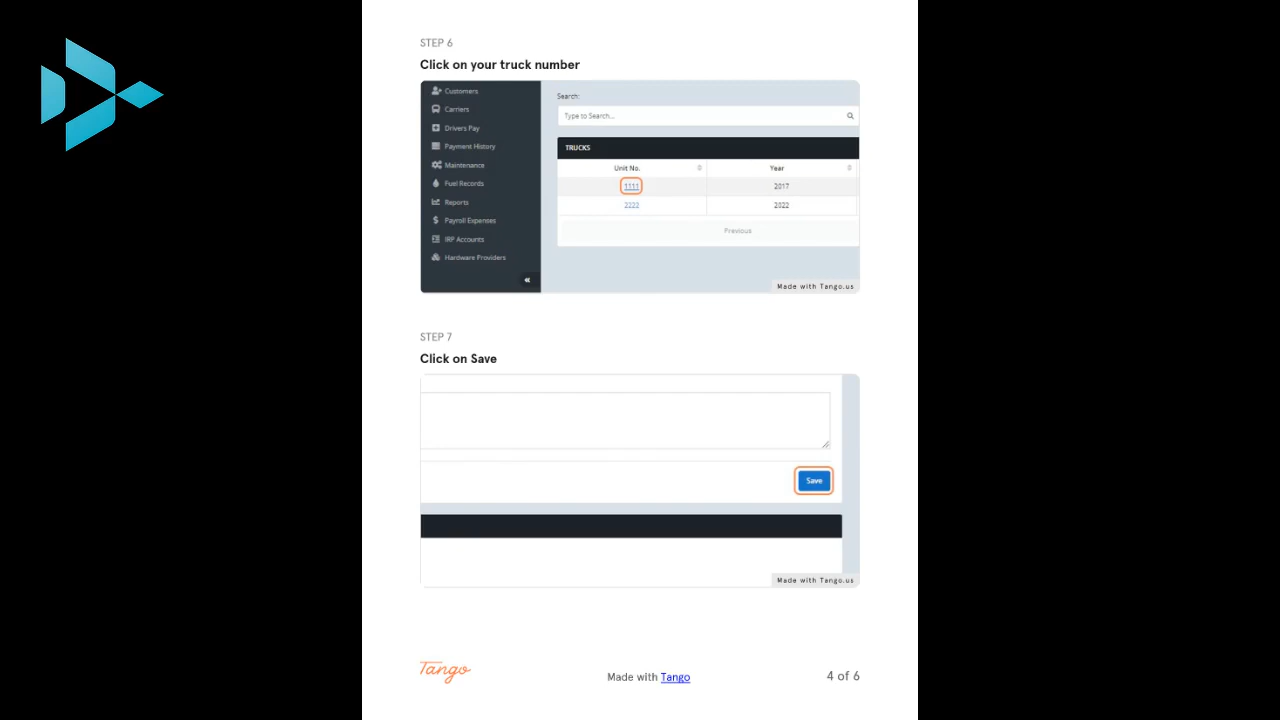 STEP 6
Click on your truck number
Customers
Carriers
Drivers Pay
Payment History
Maintenance
Fuel Records
Reports
Payroll Expenses
IRP Accounts
Hardware Providers
Search:
Type to Search...
TRUCKS
Unit No. Year
1111 2017
2222 2022
Previous
Made with Tango.us
STEP 7
Click on Save
Save
Made with Tango.us
Tango
Made with Tango
4 of 6